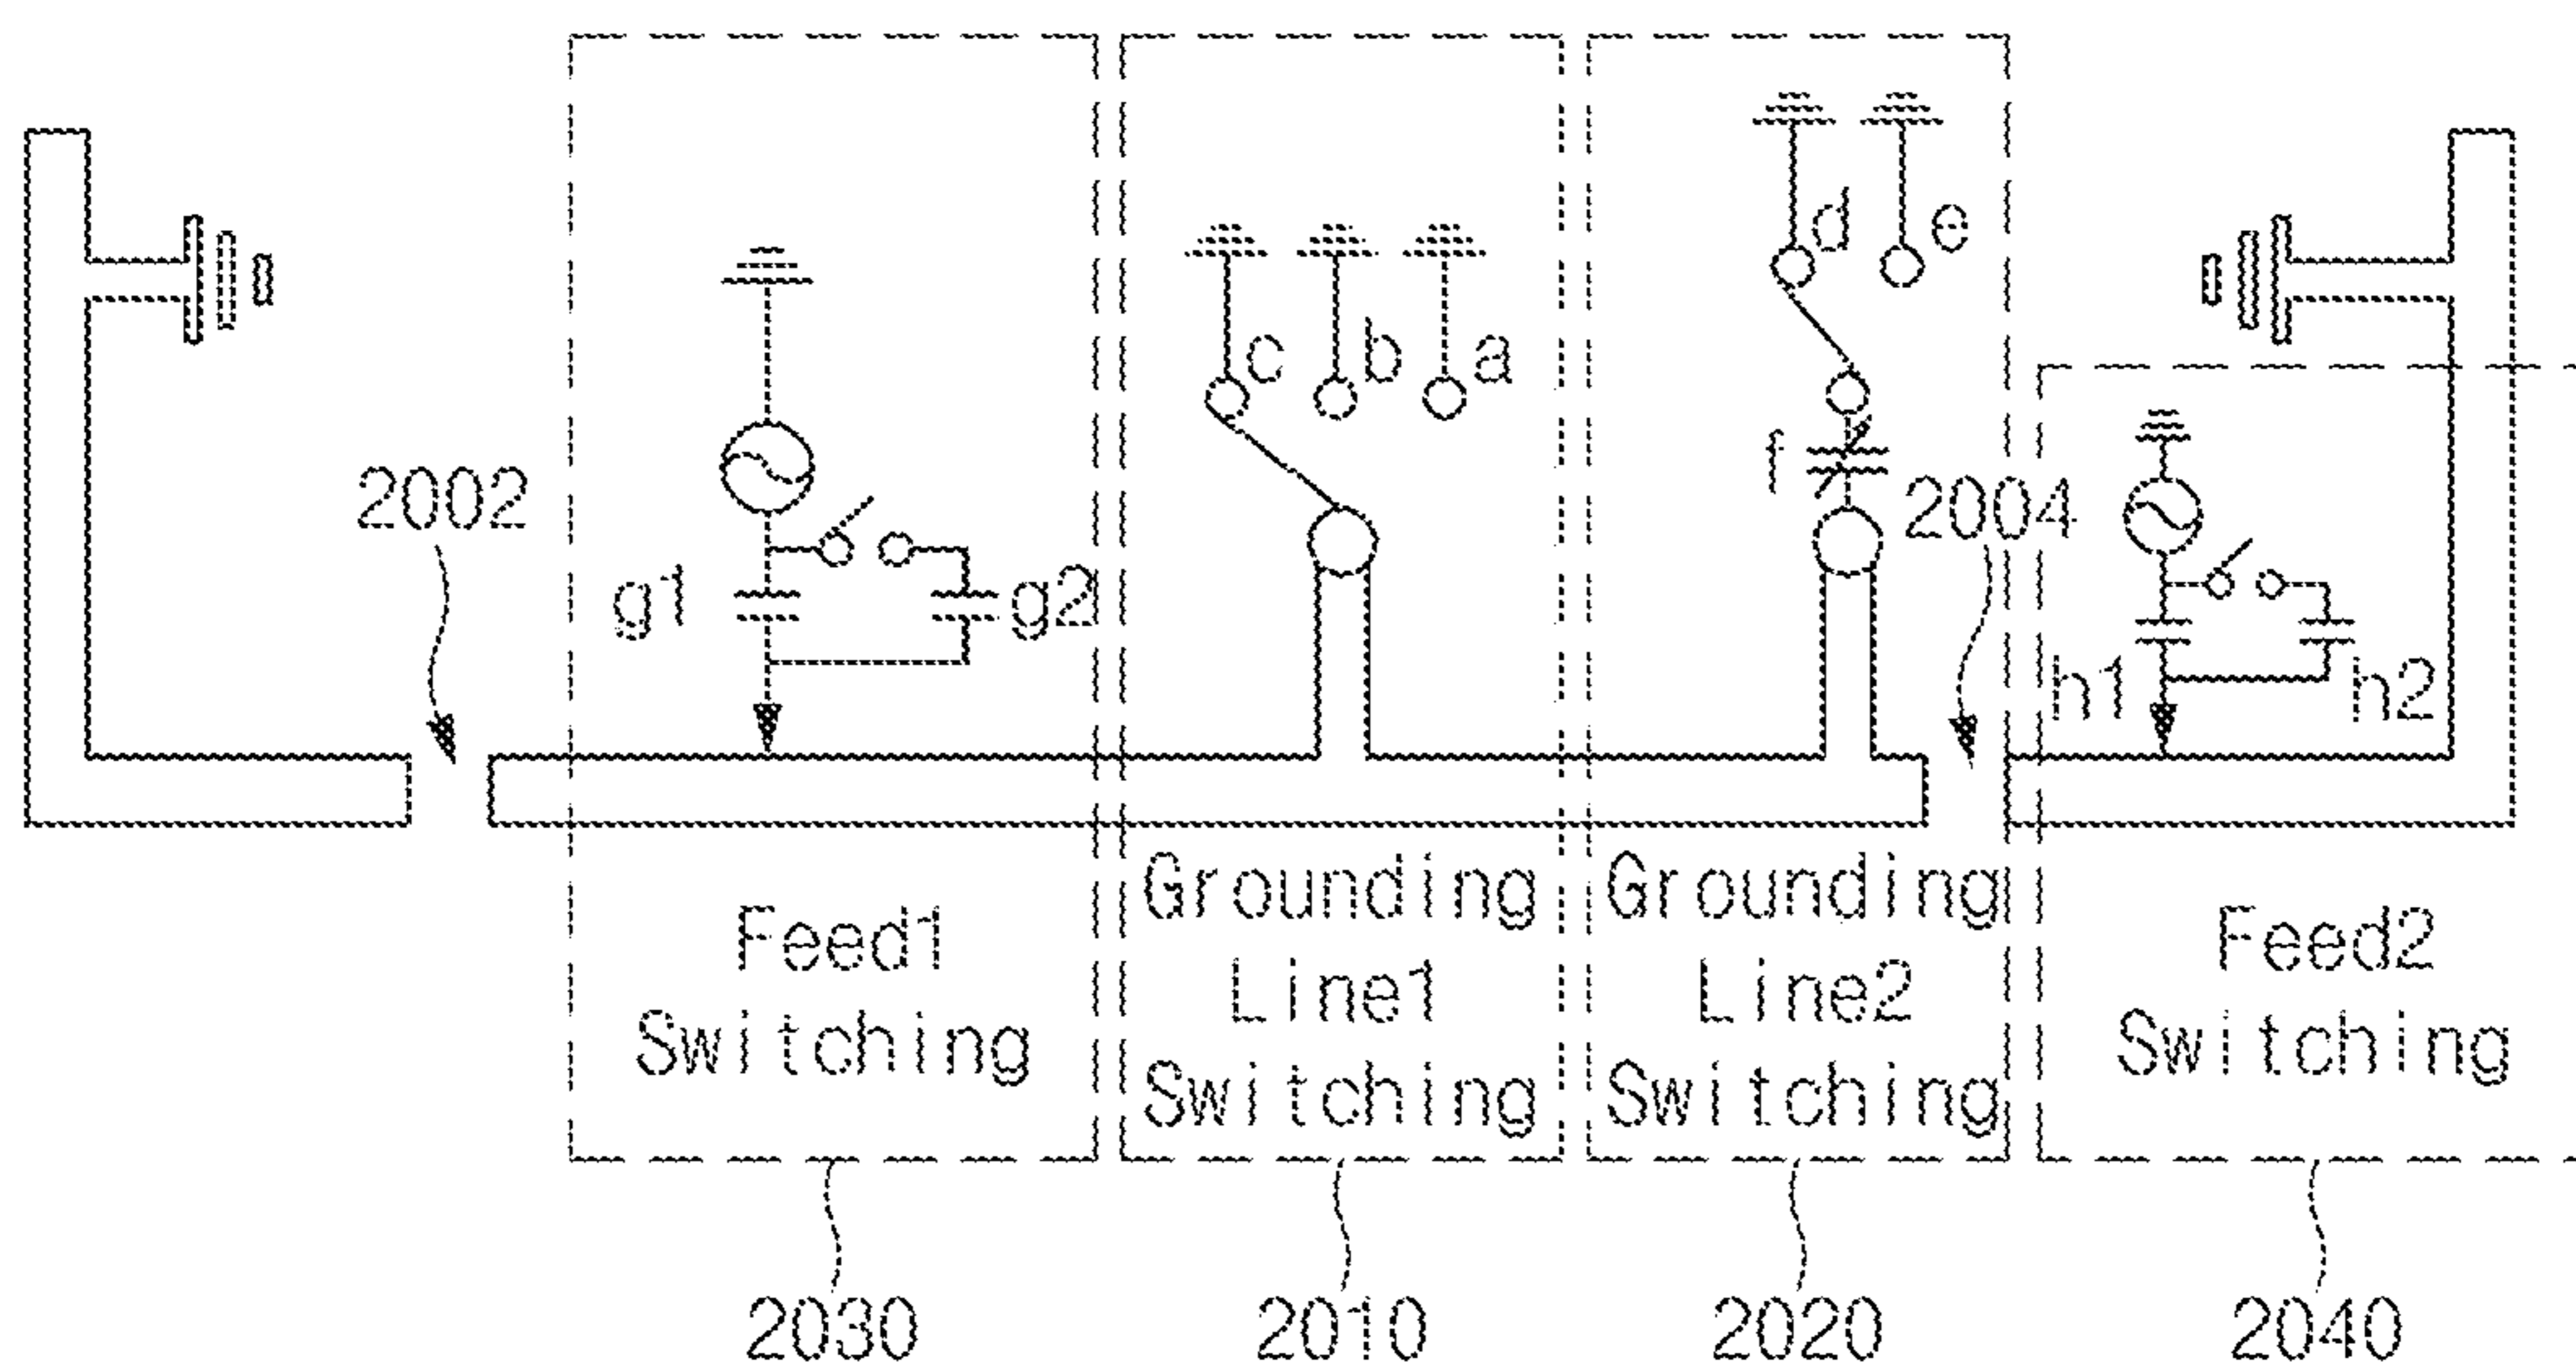 d e
c b a
f
2002
2004
g1 g2
h1 h2
Feed1
Switching
Grounding
Line1
Switching
Grounding
Line2
Switching
Feed2
Switching
2030
2010
2020
2040